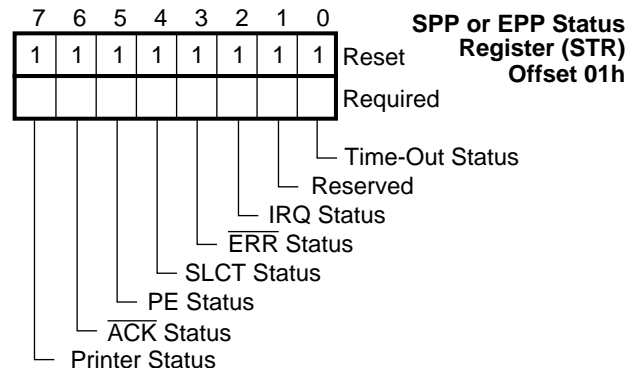 7 6 5 4 3 2 1 0
SPP or EPP Status
Register (STR)
Offset 01h
1 1 1 1 1 1 1 1 Reset
Required
Time-Out Status
Reserved
IRQ Status
ERR Status
SLCT Status
PE Status
ACK Status
Printer Status